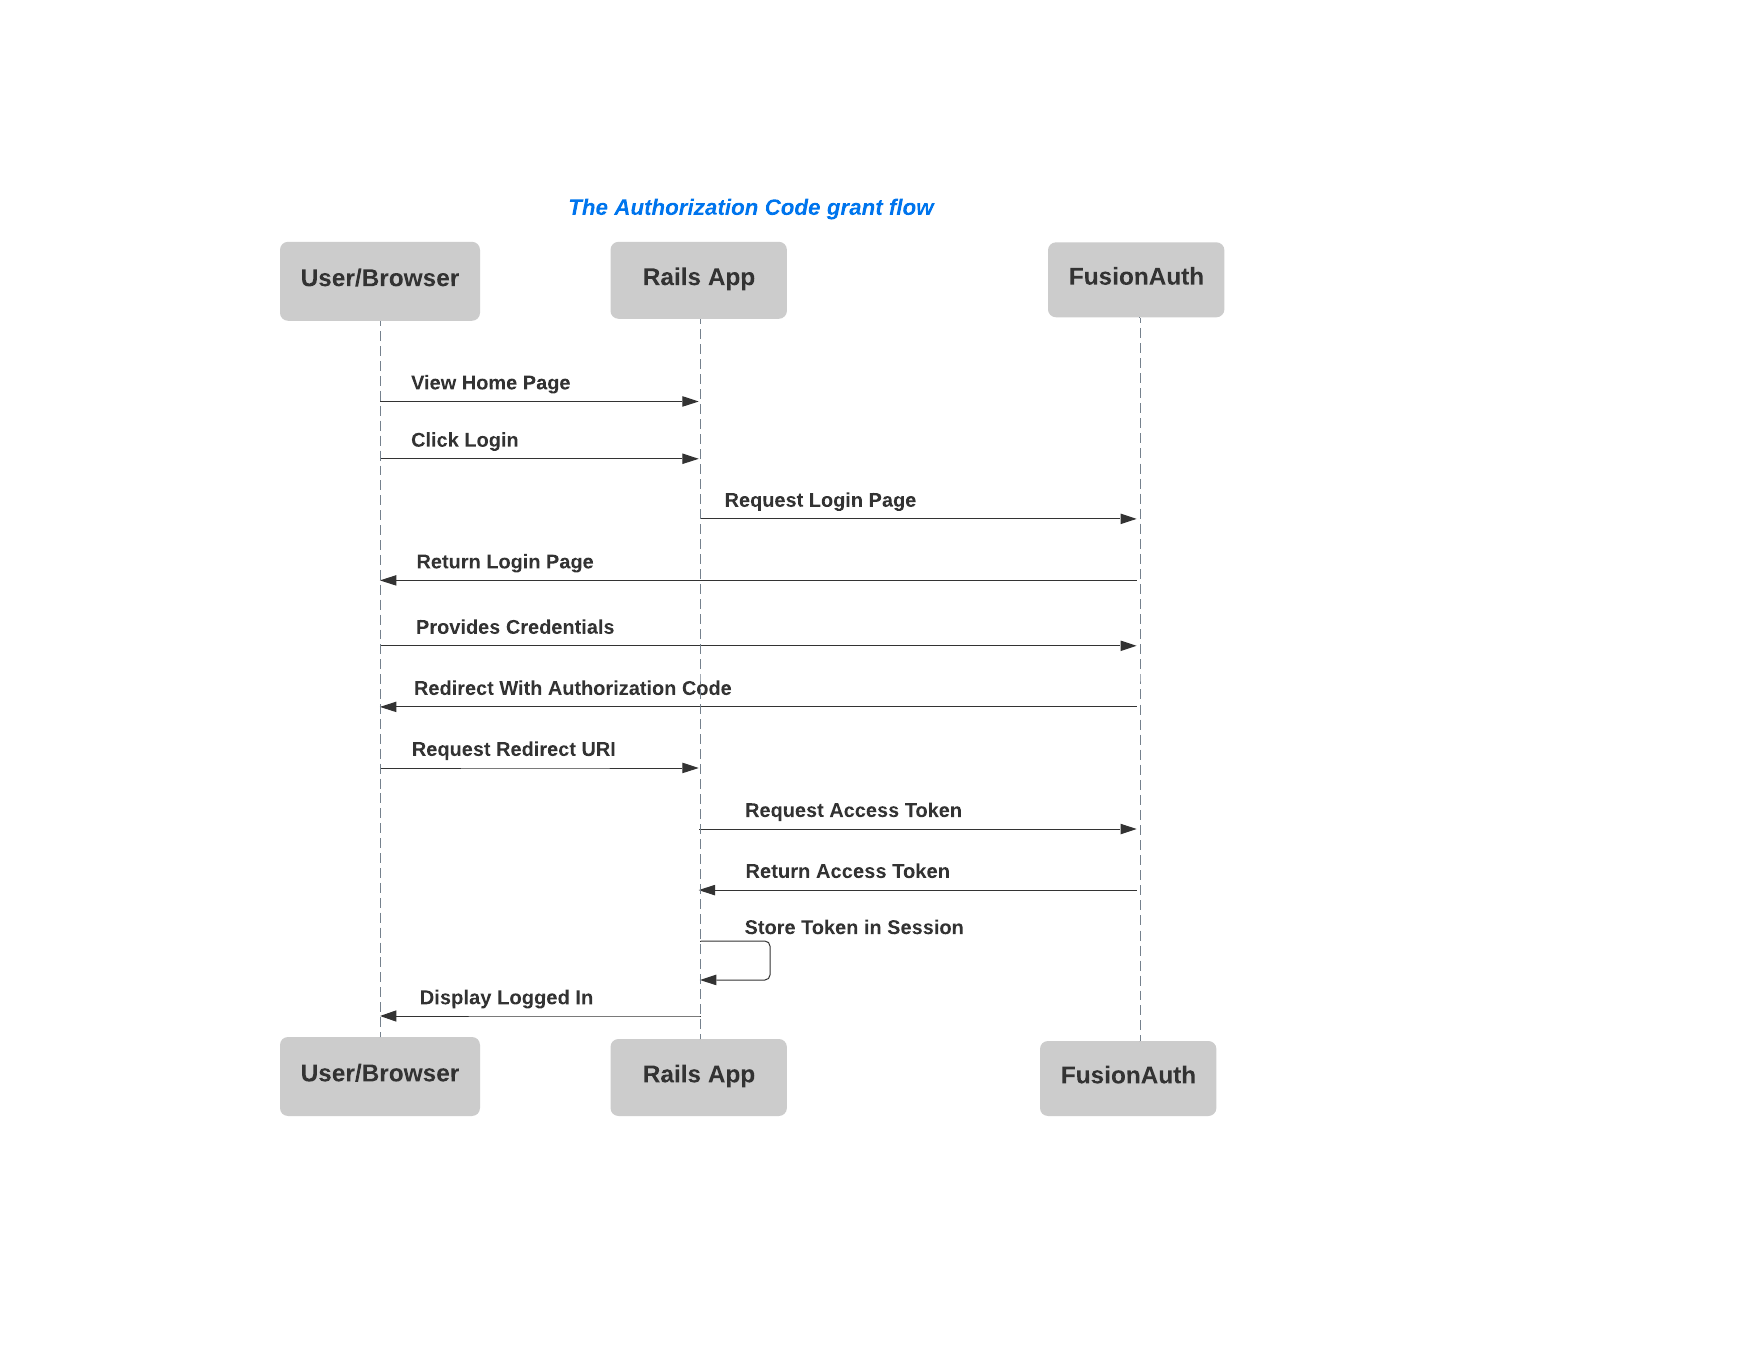 The Authorization Code grant flow
User/Browser
Rails App
FusionAuth
View Home Page
Click Login
Request Login Page
Return Login Page
Provides Credentials
Redirect With Authorization Code
Request Redirect URI
Request Access Token
Return Access Token
Store Token in Session
Display Logged In
User/Browser
Rails App
FusionAuth